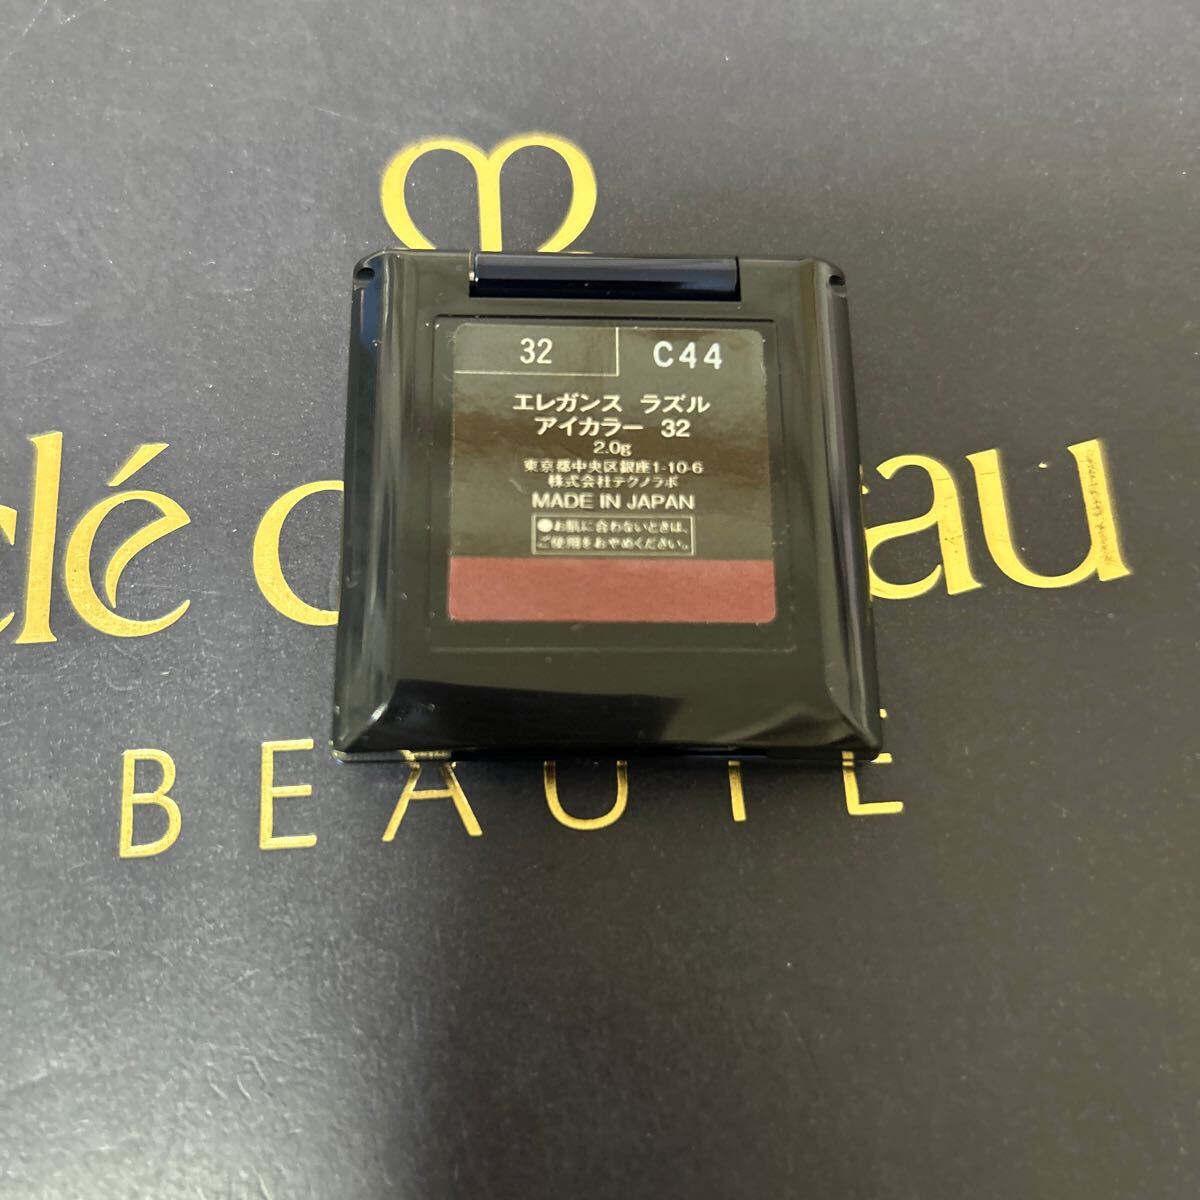 32
C44
エレガンス ラズル
アイカラー 32
2.0g
東京都中央区銀座1-10-6
株式会社テクノラボ
MADE IN JAPAN
●お肌に合わないときは、
ご使用をおやめください。
clé
au
BEAUTE